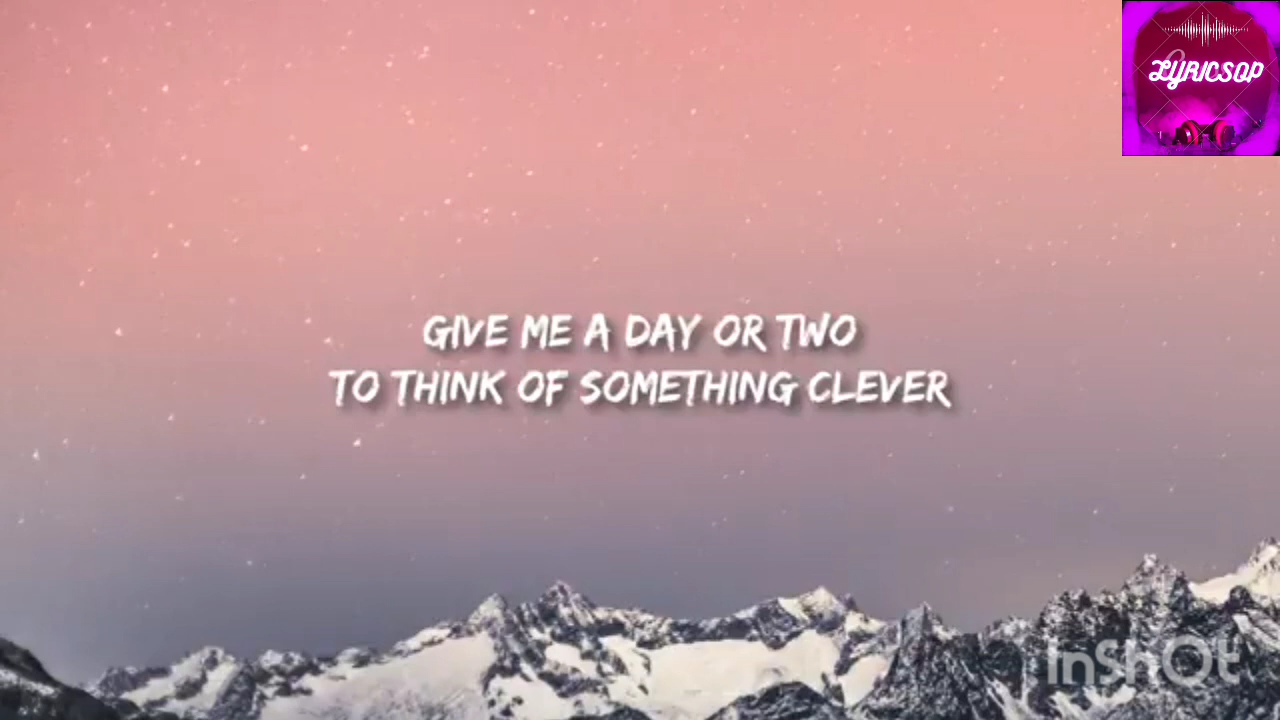 LYRICSOP
GIVE ME A DAY OR TWO
TO THINK OF SOMETHING CLEVER
InShOt